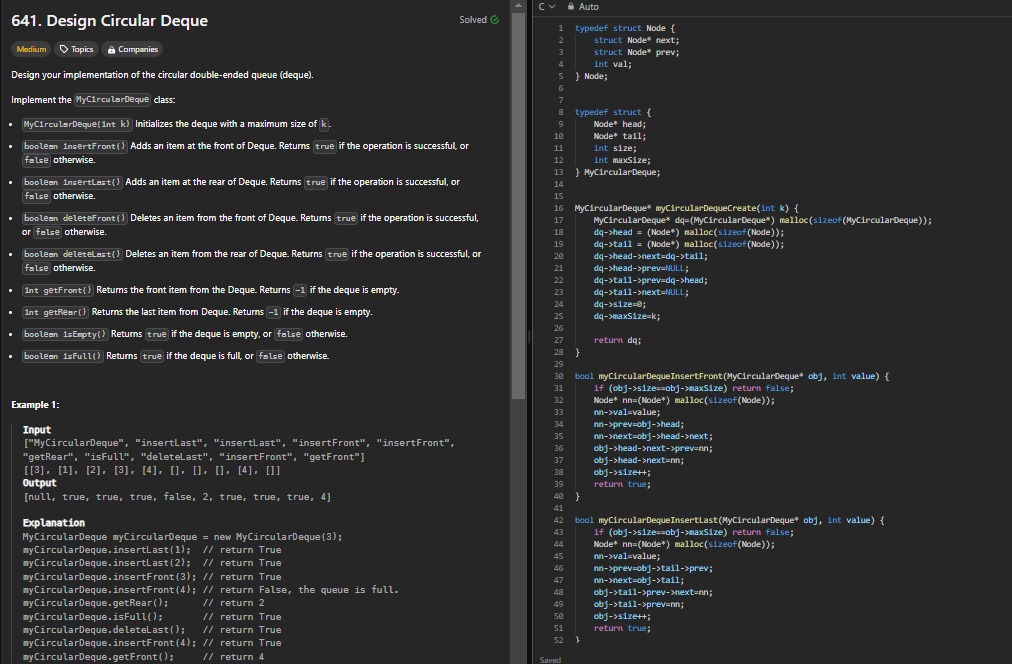 641. Design Circular Deque
Solved
Medium
Topics
Companies
Design your implementation of the circular double-ended queue (deque).
Implement the MyCircularDeque class:
MyCircularDeque(int k) Initializes the deque with a maximum size of k.
boolean insertFront() Adds an item at the front of Deque. Returns true if the operation is successful, or
false otherwise.
boolean insertLast() Adds an item at the rear of Deque. Returns true if the operation is successful, or
false otherwise.
boolean deleteFront() Deletes an item from the front of Deque. Returns true if the operation is successful,
or false otherwise.
boolean deleteLast() Deletes an item from the rear of Deque. Returns true if the operation is successful, or
false otherwise.
int getFront() Returns the front item from the Deque. Returns -1 if the deque is empty.
int getRear() Returns the last item from Deque. Returns -1 if the deque is empty.
boolean isEmpty() Returns true if the deque is empty, or false otherwise.
boolean isFull() Returns true if the deque is full, or false otherwise.
Example 1:
Input
["MyCircularDeque", "insertLast", "insertLast", "insertFront", "insertFront",
"getRear", "isFull", "deleteLast", "insertFront", "getFront"]
[[3], [1], [2], [3], [4], [], [], [], [4], []]
Output
[null, true, true, true, false, 2, true, true, true, 4]
Explanation
MyCircularDeque myCircularDeque = new MyCircularDeque(3);
myCircularDeque.insertLast(1);  // return True
myCircularDeque.insertLast(2);  // return True
myCircularDeque.insertFront(3); // return True
myCircularDeque.insertFront(4); // return False, the queue is full.
myCircularDeque.getRear();      // return 2
myCircularDeque.isFull();       // return True
myCircularDeque.deleteLast();   // return True
myCircularDeque.insertFront(4); // return True
myCircularDeque.getFront();     // return 4
C
Auto
1 typedef struct Node {
2     struct Node* next;
3     struct Node* prev;
4     int val;
5 } Node;
6
7
8 typedef struct {
9     Node* head;
10     Node* tail;
11     int size;
12     int maxSize;
13 } MyCircularDeque;
14
15
16 MyCircularDeque* myCircularDequeCreate(int k) {
17     MyCircularDeque* dq=(MyCircularDeque*) malloc(sizeof(MyCircularDeque));
18     dq->head = (Node*) malloc(sizeof(Node));
19     dq->tail = (Node*) malloc(sizeof(Node));
20     dq->head->next=dq->tail;
21     dq->head->prev=NULL;
22     dq->tail->prev=dq->head;
23     dq->tail->next=NULL;
24     dq->size=0;
25     dq->maxSize=k;
26
27     return dq;
28 }
29
30 bool myCircularDequeInsertFront(MyCircularDeque* obj, int value) {
31     if (obj->size==obj->maxSize) return false;
32     Node* nn=(Node*) malloc(sizeof(Node));
33     nn->val=value;
34     nn->prev=obj->head;
35     nn->next=obj->head->next;
36     obj->head->next->prev=nn;
37     obj->head->next=nn;
38     obj->size++;
39     return true;
40 }
41
42 bool myCircularDequeInsertLast(MyCircularDeque* obj, int value) {
43     if (obj->size==obj->maxSize) return false;
44     Node* nn=(Node*) malloc(sizeof(Node));
45     nn->val=value;
46     nn->prev=obj->tail->prev;
47     nn->next=obj->tail;
48     obj->tail->prev->next=nn;
49     obj->tail->prev=nn;
50     obj->size++;
51     return true;
52 }
Saved